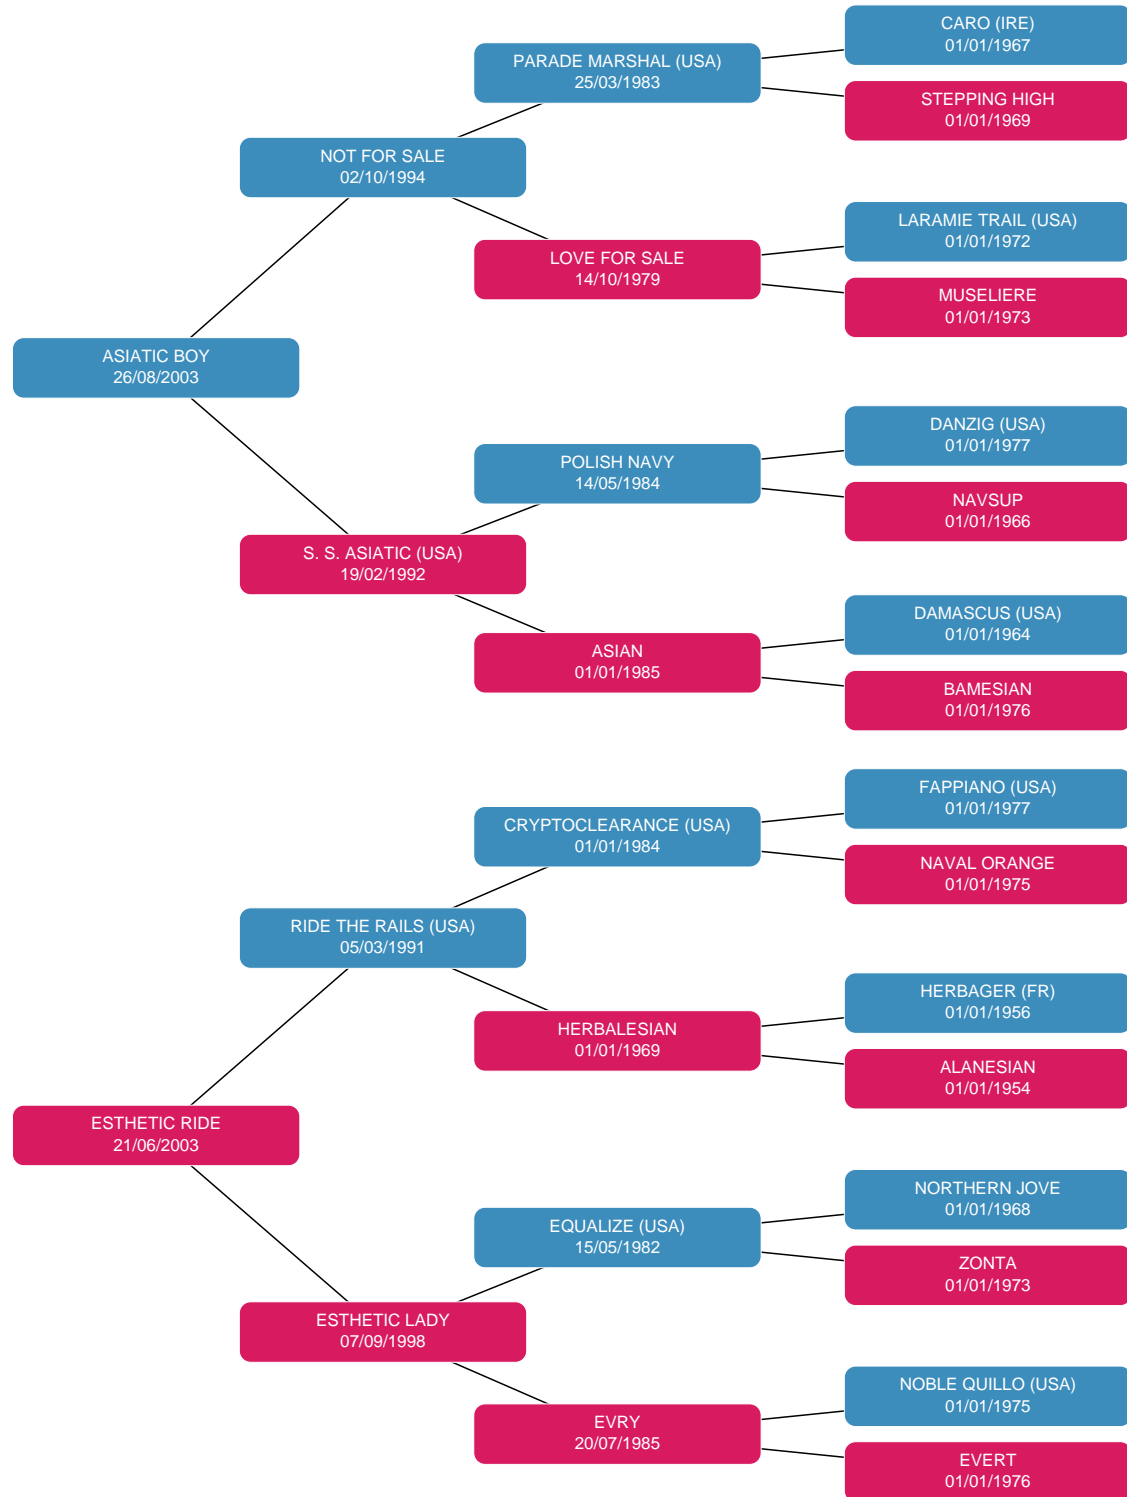 CARO (IRE)
01/01/1967
PARADE MARSHAL (USA)
25/03/1983
STEPPING HIGH
01/01/1969
NOT FOR SALE
02/10/1994
LARAMIE TRAIL (USA)
01/01/1972
LOVE FOR SALE
14/10/1979
MUSELIERE
01/01/1973
ASIATIC BOY
26/08/2003
DANZIG (USA)
01/01/1977
POLISH NAVY
14/05/1984
NAVSUP
01/01/1966
S. S. ASIATIC (USA)
19/02/1992
DAMASCUS (USA)
01/01/1964
ASIAN
01/01/1985
BAMESIAN
01/01/1976
FAPPIANO (USA)
01/01/1977
CRYPTOCLEARANCE (USA)
01/01/1984
NAVAL ORANGE
01/01/1975
RIDE THE RAILS (USA)
05/03/1991
HERBAGER (FR)
01/01/1956
HERBALESIAN
01/01/1969
ALANESIAN
01/01/1954
ESTHETIC RIDE
21/06/2003
NORTHERN JOVE
01/01/1968
EQUALIZE (USA)
15/05/1982
ZONTA
01/01/1973
ESTHETIC LADY
07/09/1998
NOBLE QUILLO (USA)
01/01/1975
EVRY
20/07/1985
EVERT
01/01/1976